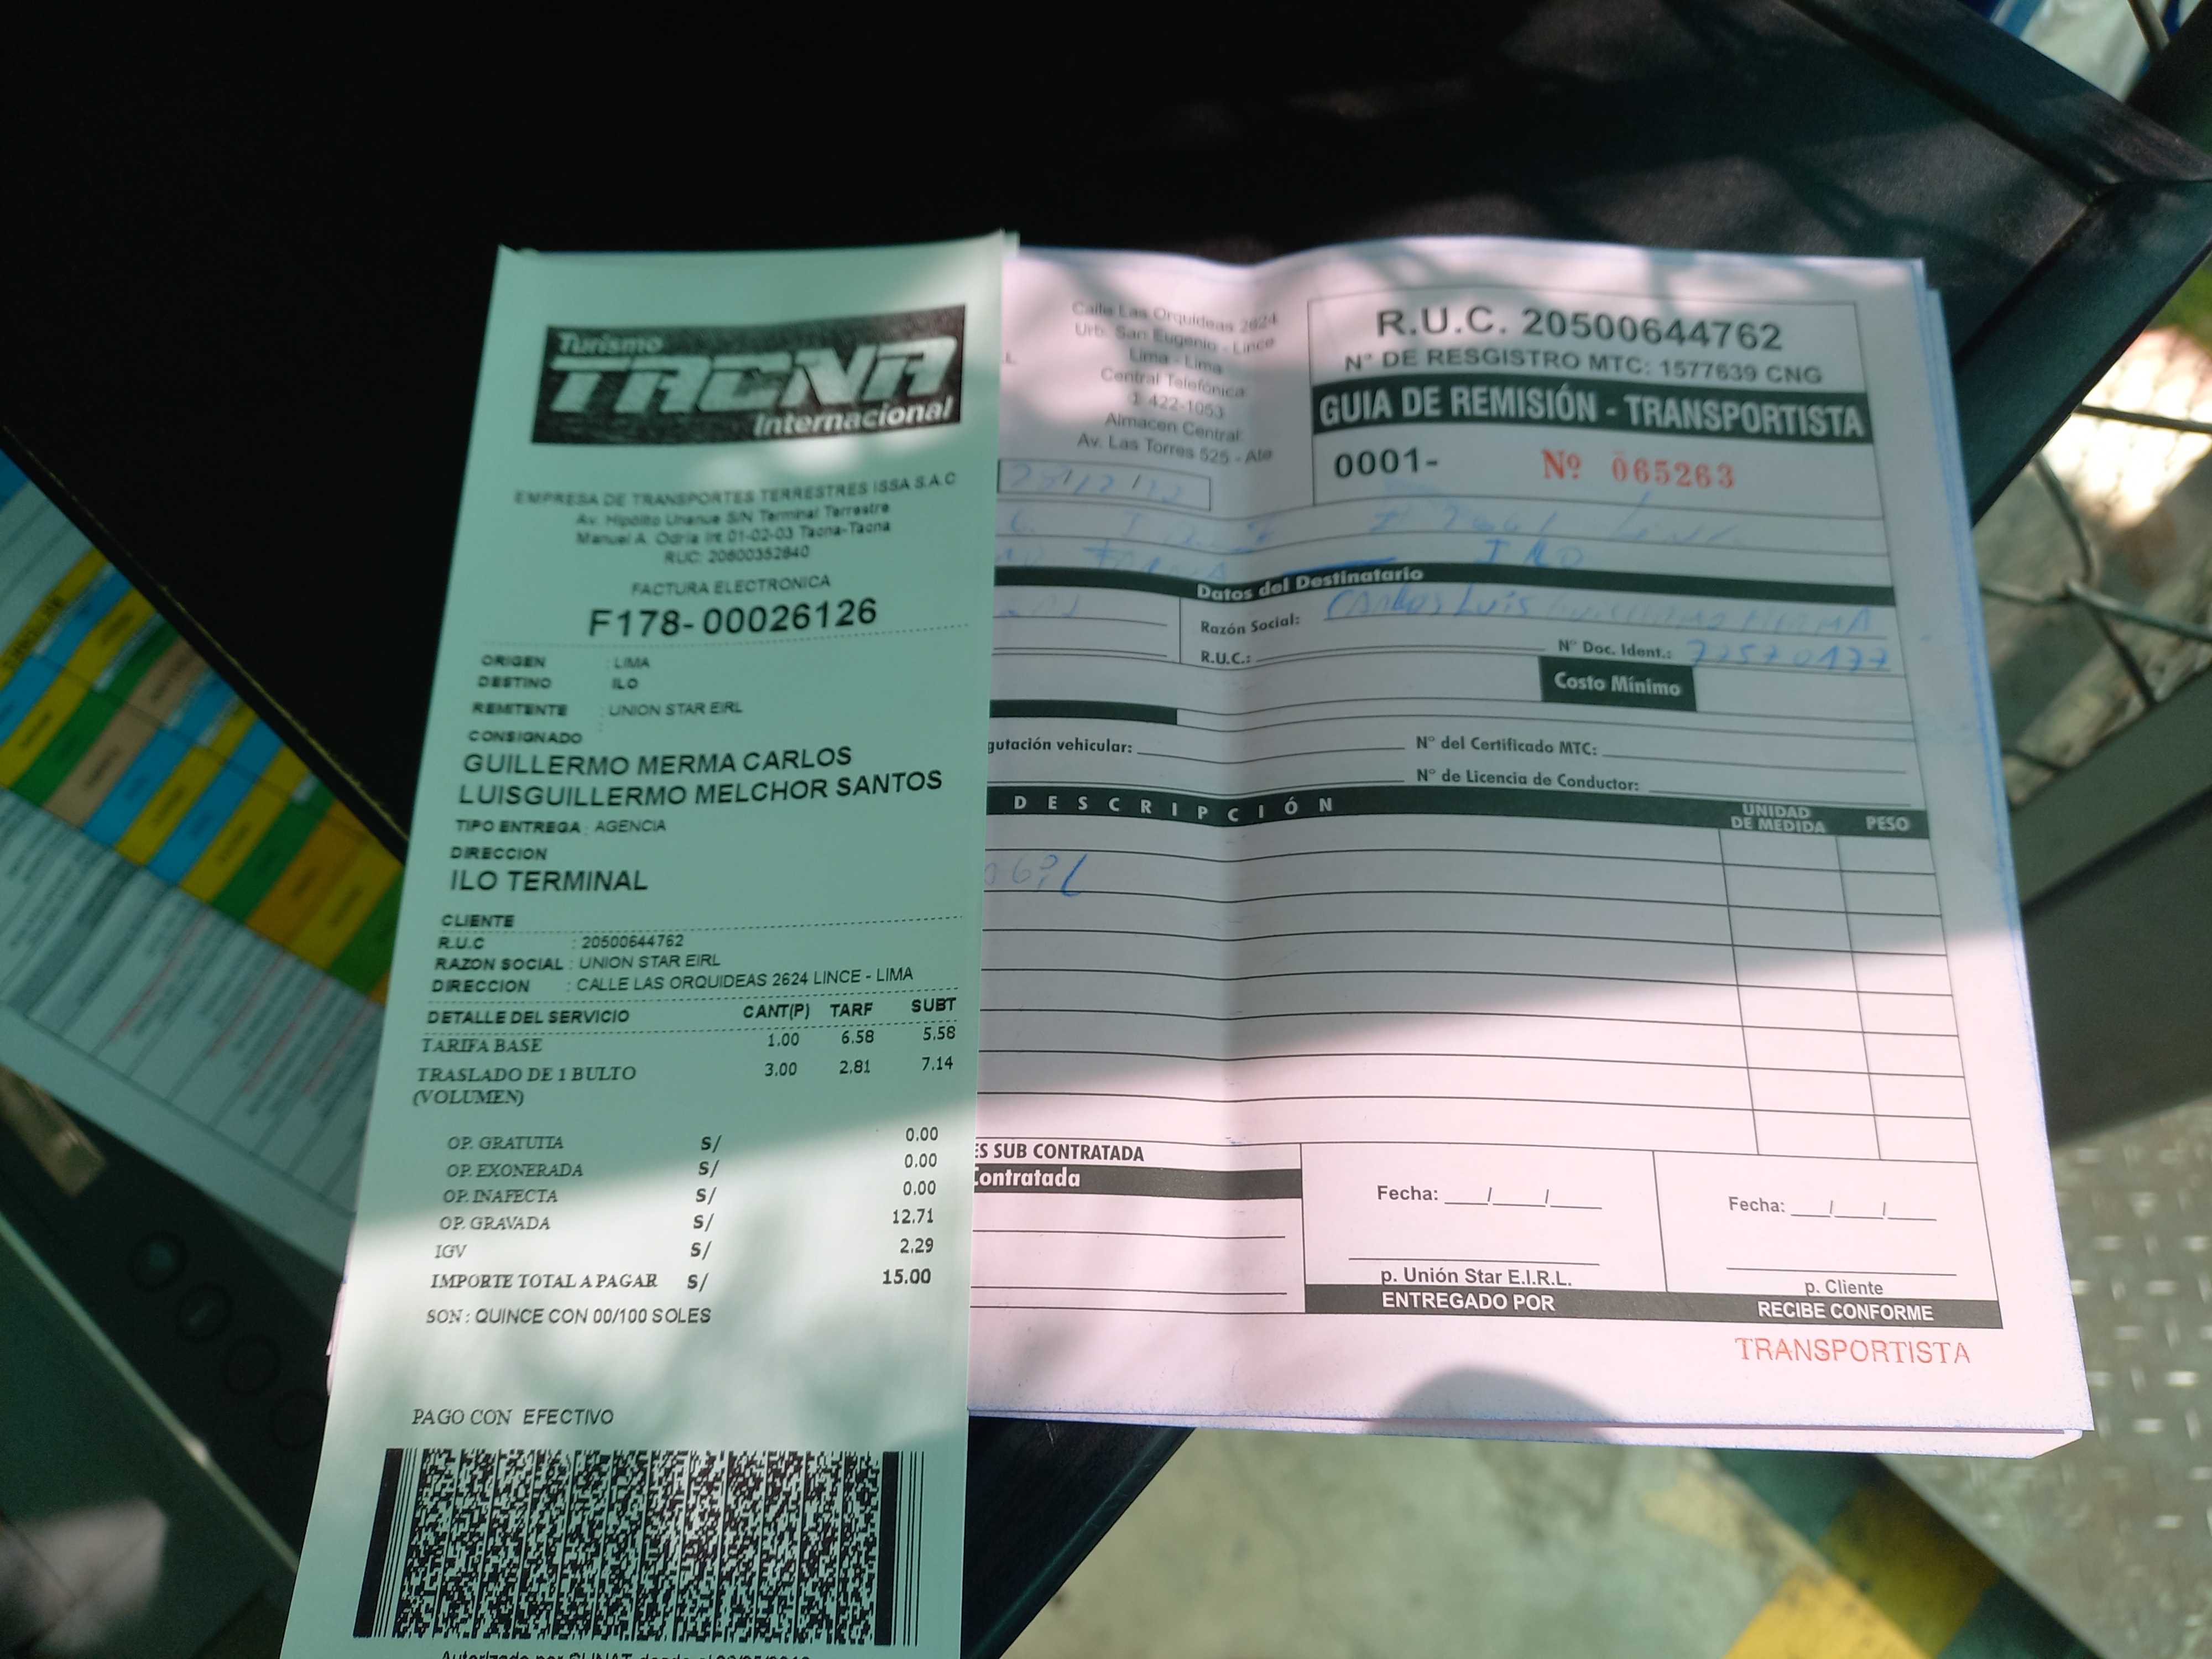 Turismo
TACNA
Internacional
EMPRESA DE TRANSPORTES TERRESTRES ISSA S.A.C
Av. Hipolito Unanue S/N Terminal Terrestre
Manuel A. Odria Int 01-02-03 Tacna-Tacna
RUC: 20600352840
FACTURA ELECTRONICA
F178-00026126
ORIGEN : LIMA
DESTINO ILO
REMITENTE : UNION STAR EIRL
CONSIGNADO :
GUILLERMO MERMA CARLOS
LUISGUILLERMO MELCHOR SANTOS
TIPO ENTREGA : AGENCIA
DIRECCION
ILO TERMINAL
CLIENTE
R.U.C : 20500644762
RAZON SOCIAL : UNION STAR EIRL
DIRECCION : CALLE LAS ORQUIDEAS 2624 LINCE - LIMA
DETALLE DEL SERVICIO CANT(P) TARF SUBT
TARIFA BASE 1.00 6.58 5.58
TRASLADO DE 1 BULTO 3.00 2.81 7.14
(VOLUMEN)
OP. GRATUITA S/ 0.00
OP. EXONERADA S/ 0.00
OP. INAFECTA S/ 0.00
OP. GRAVADA S/ 12.71
IGV S/ 2.29
IMPORTE TOTAL A PAGAR S/ 15.00
SON : QUINCE CON 00/100 SOLES
PAGO CON EFECTIVO
Calle Las Orquideas 2624
Urb. San Eugenio - Lince
Lima - Lima
Central Telefónica
422-1053
Almacen Central:
Av. Las Torres 525 - Ate
R.U.C. 20500644762
N° DE RESGISTRO MTC: 1577639 CNG
GUIA DE REMISIÓN - TRANSPORTISTA
0001- Nº 065263
ILO
Datos del Destinatario
Razón Social: CARLOS Luis
R.U.C.: N° Doc. Ident.:
Costo Mínimo
gutación vehicular: N° del Certificado MTC:
N° de Licencia de Conductor:
DESCRIPCIÓN UNIDAD DE MEDIDA PESO
ES SUB CONTRATADA
Contratada
Fecha: / / Fecha: / /
p. Unión Star E.I.R.L. p. Cliente
ENTREGADO POR RECIBE CONFORME
TRANSPORTISTA